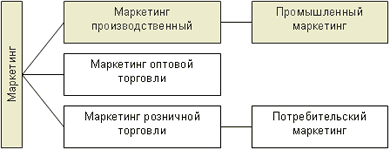 Маркетинг
Маркетинг
производственный
Промышленный
маркетинг
Маркетинг оптовой
торговли
Маркетинг розничной
торговли
Потребительский
маркетинг